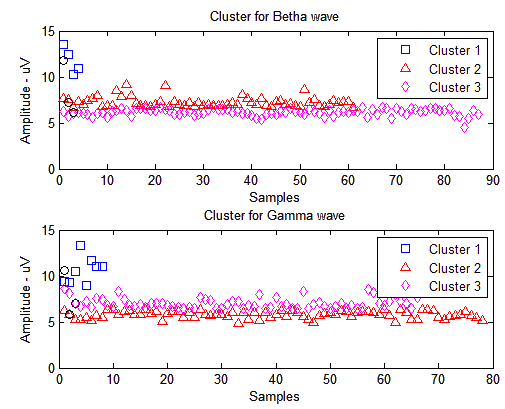 Cluster for Betha wave
15
10
5
0
Amplitude - uV
Cluster 1
Cluster 2
Cluster 3
0 10 20 30 40 50 60 70 80 90
Samples
Cluster for Gamma wave
15
10
5
0
Amplitude - uV
Cluster 1
Cluster 2
Cluster 3
0 10 20 30 40 50 60 70 80
Samples